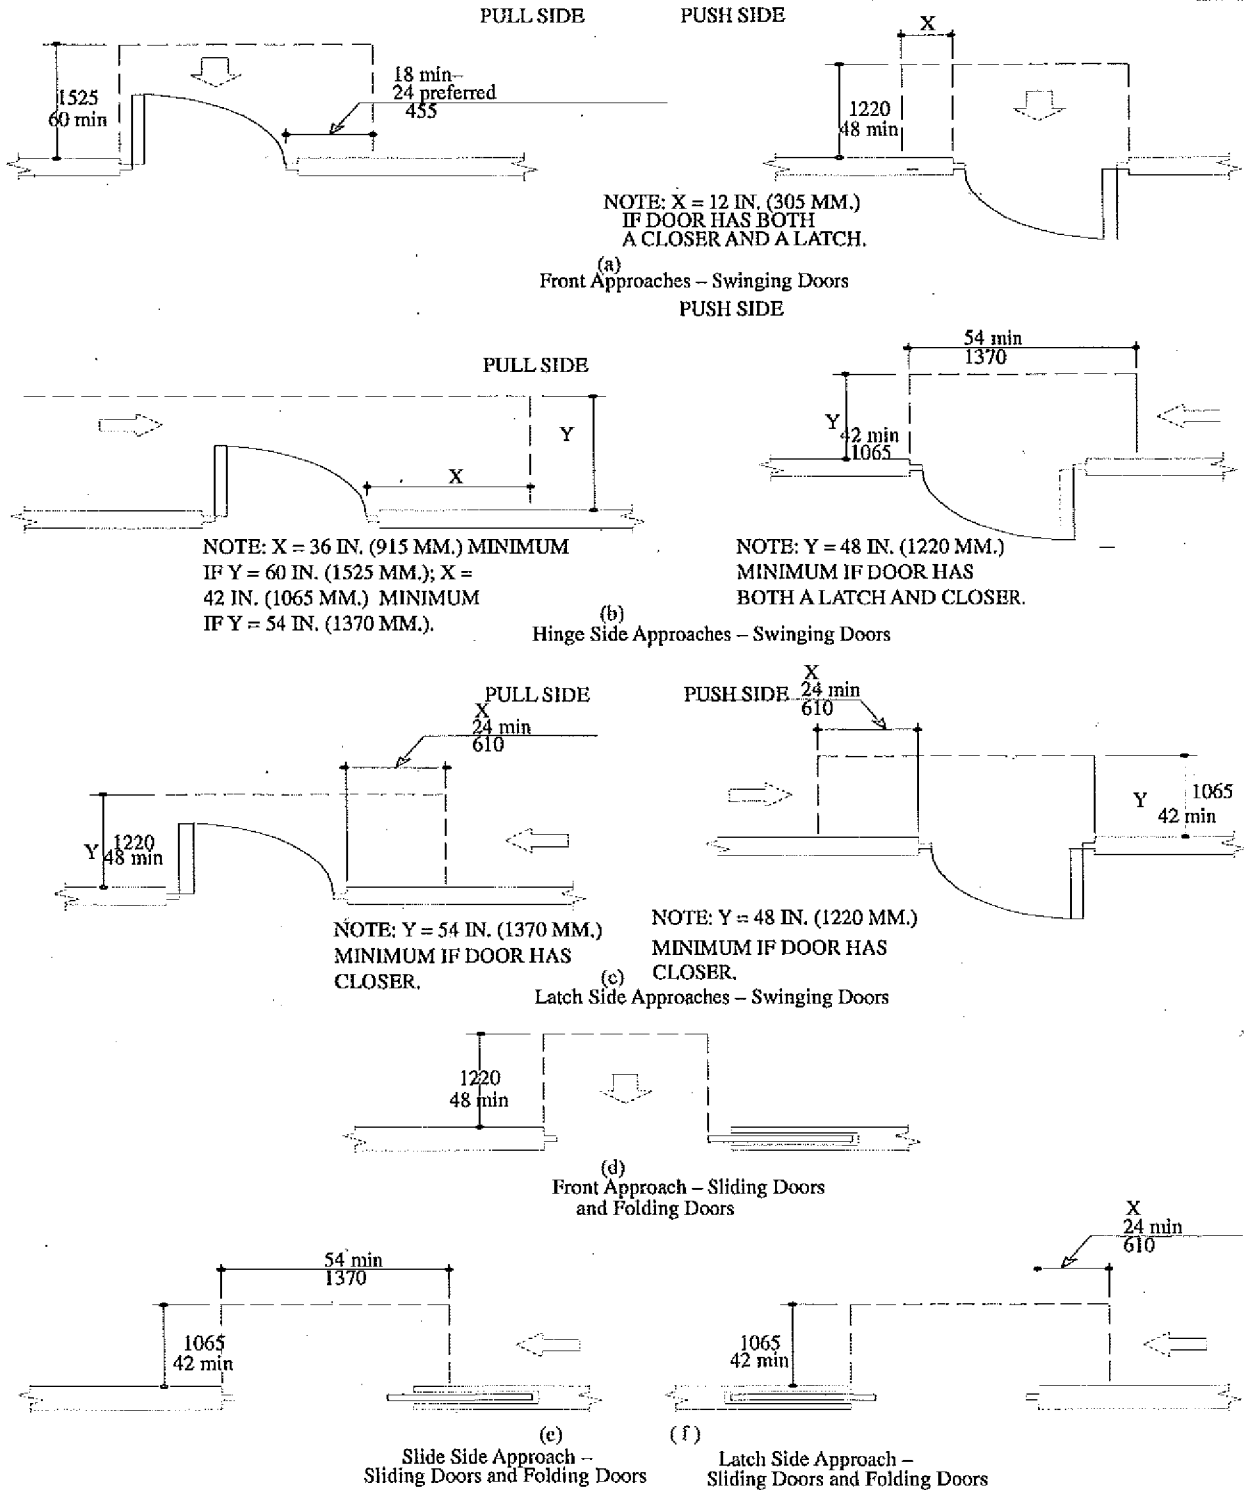 PULL SIDE
PUSH SIDE
X
1525
60 min
18 min–
24 preferred
455
1220
48 min
NOTE: X = 12 IN. (305 MM.)
IF DOOR HAS BOTH
A CLOSER AND A LATCH.
(a)
Front Approaches – Swinging Doors
PUSH SIDE
PULL SIDE
54 min
1370
Y
X
Y
42 min
1065
NOTE: X = 36 IN. (915 MM.) MINIMUM
IF Y = 60 IN. (1525 MM.); X =
42 IN. (1065 MM.) MINIMUM
IF Y = 54 IN. (1370 MM.).
NOTE: Y = 48 IN. (1220 MM.)
MINIMUM IF DOOR HAS
BOTH A LATCH AND CLOSER.
(b)
Hinge Side Approaches – Swinging Doors
PULL SIDE
X
24 min
610
PUSH SIDE
X
24 min
610
Y
1220
48 min
Y
1065
42 min
NOTE: Y = 54 IN. (1370 MM.)
MINIMUM IF DOOR HAS
CLOSER.
NOTE: Y = 48 IN. (1220 MM.)
MINIMUM IF DOOR HAS
CLOSER.
(c)
Latch Side Approaches – Swinging Doors
1220
48 min
(d)
Front Approach – Sliding Doors
and Folding Doors
54 min
1370
1065
42 min
X
24 min
610
1065
42 min
(e)
Slide Side Approach –
Sliding Doors and Folding Doors
(f)
Latch Side Approach –
Sliding Doors and Folding Doors